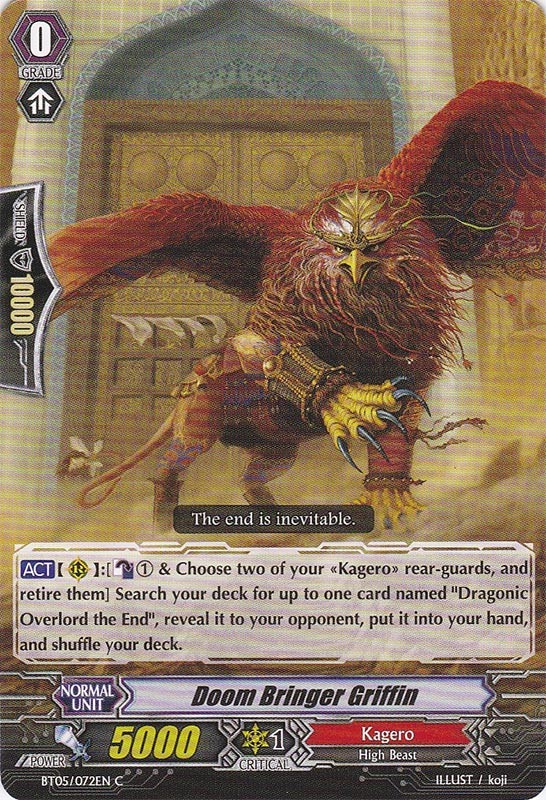 0
GRADE
SHIELD 10000
The end is inevitable.
ACT【 】:[ ① & Choose two of your «Kagero» rear-guards, and
retire them] Search your deck for up to one card named "Dragonic
Overlord the End", reveal it to your opponent, put it into your hand,
and shuffle your deck.
NORMAL
UNIT
Doom Bringer Griffin
POWER 5000
1
CRITICAL
Kagero
High Beast
BT05/072EN C
ILLUST / koji